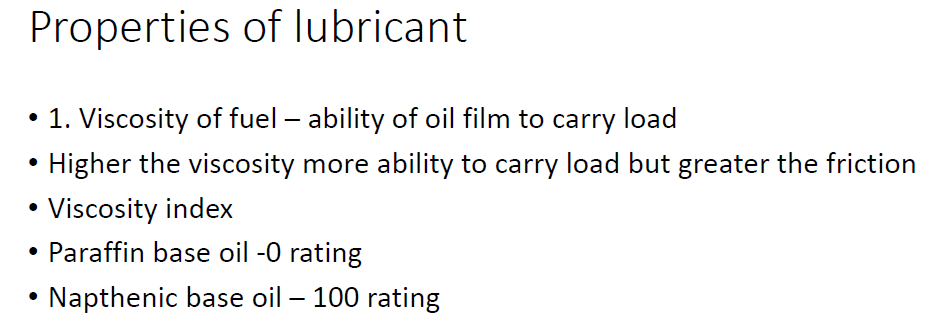 Properties of lubricant
• 1. Viscosity of fuel – ability of oil film to carry load
• Higher the viscosity more ability to carry load but greater the friction
• Viscosity index
• Paraffin base oil -0 rating
• Napthenic base oil – 100 rating